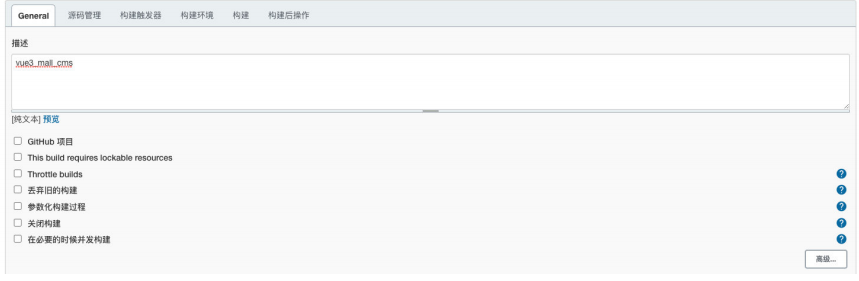 General 源码管理 构建触发器 构建环境 构建 构建后操作
描述
vue3_mall_cms
[纯文本] 预览
GitHub 项目
This build requires lockable resources
Throttle builds ?
丢弃旧的构建 ?
参数化构建过程 ?
关闭构建 ?
在必要的时候并发构建 ?
高级...